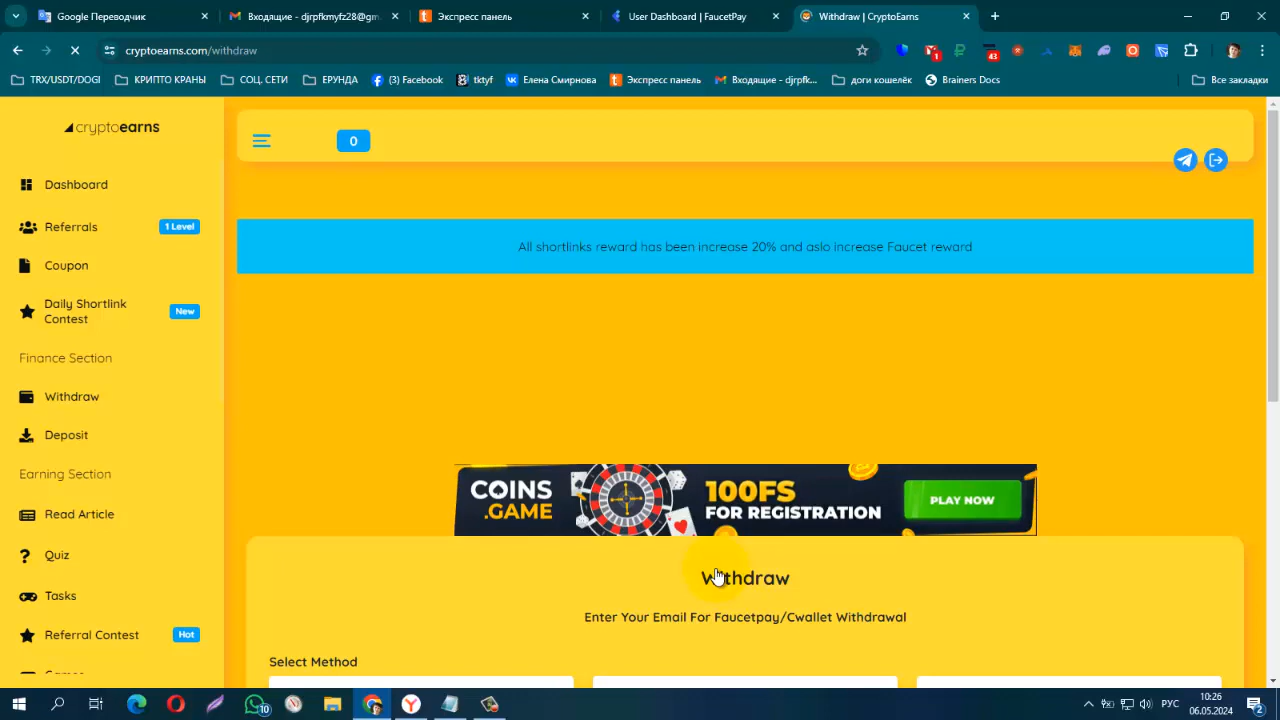 Google Переводчик
Входящие - djrpfkmyfz28@gm
Экспресс панель
User Dashboard | FaucetPay
Withdraw | CryptoEarns
cryptoearns.com/withdraw
1
43
TRX/USDT/DOGI
КРИПТО КРАНЫ
СОЦ. СЕТИ
ЕРУНДА
(3) Facebook
tktyf
Елена Смирнова
Экспресс панель
Входящие - djrpfk...
доги кошелёк
Brainers Docs
Все закладки
cryptoearns
0
Dashboard
Referrals
1 Level
Coupon
Daily Shortlink
Contest
New
Finance Section
Withdraw
Deposit
Earning Section
Read Article
Quiz
Tasks
Referral Contest
Hot
All shortlinks reward has been increase 20% and aslo increase Faucet reward
COINS
.GAME
100FS
FOR REGISTRATION
PLAY NOW
Withdraw
Enter Your Email For Faucetpay/Cwallet Withdrawal
Select Method
10
РУС
10:26
06.05.2024
2